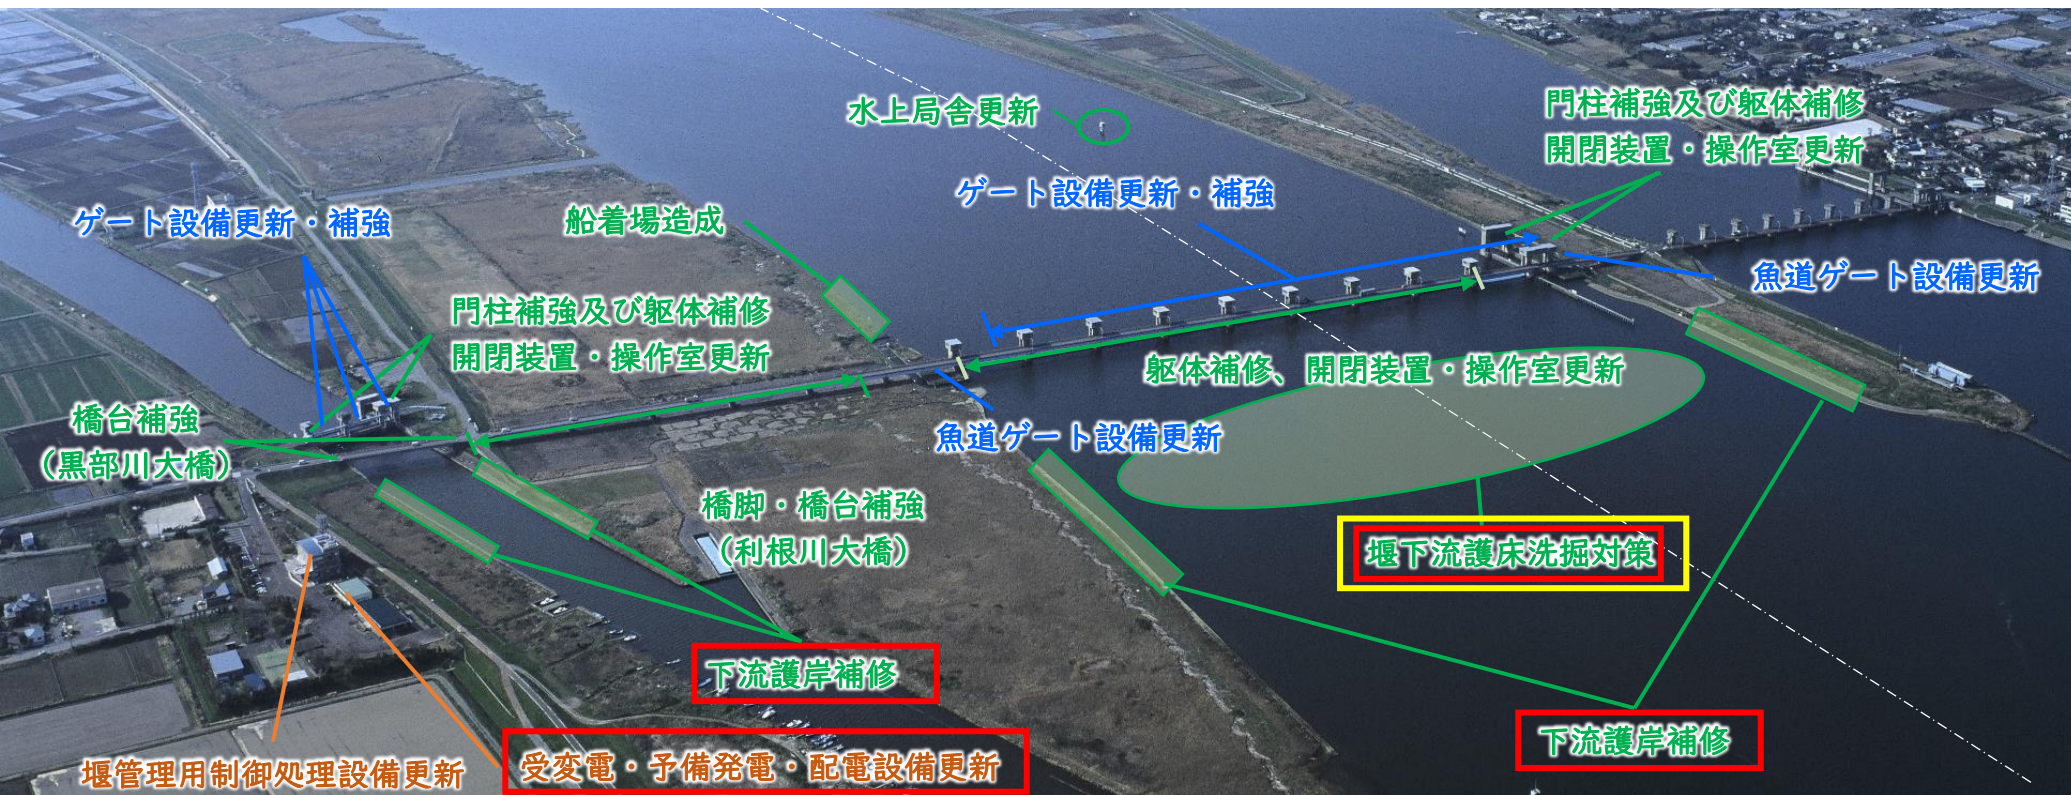 水上局舎更新
門柱補強及び躯体補修
開閉装置・操作室更新
ゲート設備更新・補強
船着場造成
ゲート設備更新・補強
魚道ゲート設備更新
門柱補強及び躯体補修
開閉装置・操作室更新
躯体補修、開閉装置・操作室更新
橋台補強
（黒部川大橋）
魚道ゲート設備更新
橋脚・橋台補強
（利根川大橋）
堰下流護床洗掘対策
下流護岸補修
下流護岸補修
堰管理用制御処理設備更新
受変電・予備発電・配電設備更新